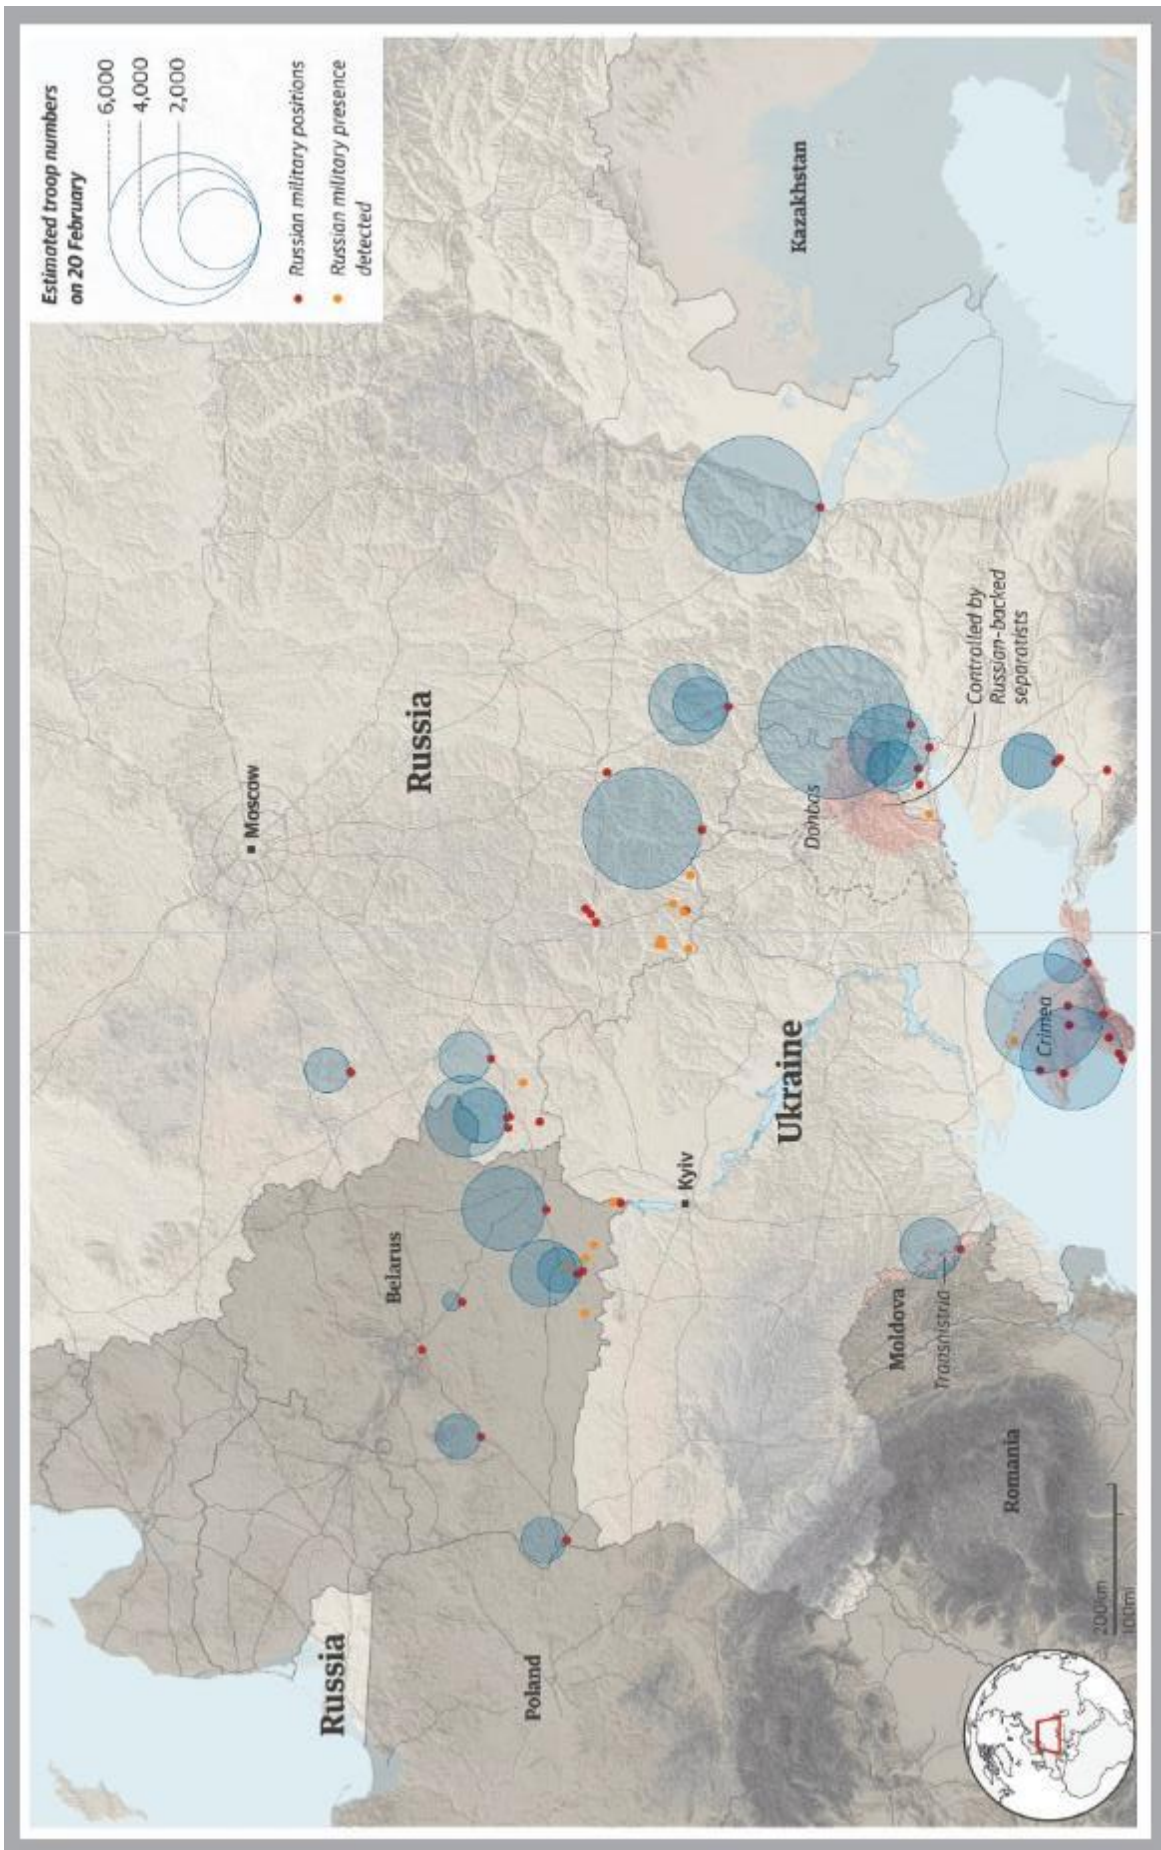 Estimated troop numbers
on 20 February
6,000
4,000
2,000
Russian military positions
Russian military presence
detected
Russia
Moscow
Russia
Belarus
Poland
Kyiv
Ukraine
Donbas
Kazakhstan
Controlled by
Russian-backed
separatists
Crimea
Moldova
Transnistria
Romania
200km
100mi